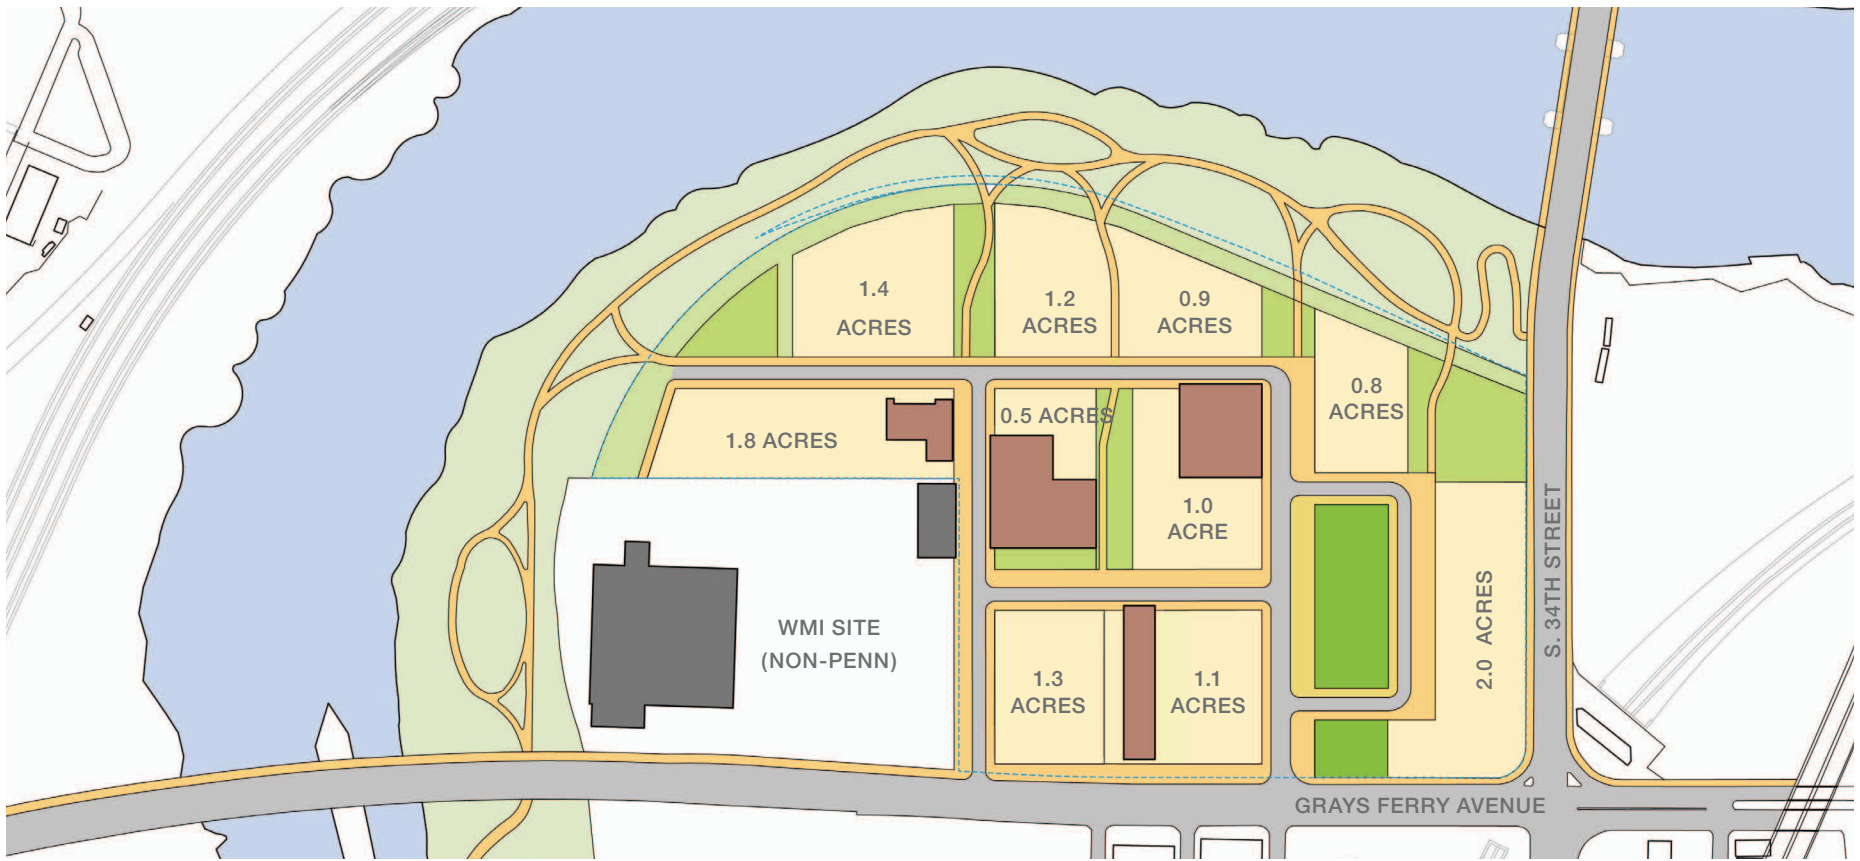 1.4
ACRES
1.2
ACRES
0.9
ACRES
0.8
ACRES
0.5 ACRES
1.8 ACRES
1.0
ACRE
WMI SITE
(NON-PENN)
1.3
ACRES
1.1
ACRES
2.0 ACRES
S. 34TH STREET
GRAYS FERRY AVENUE